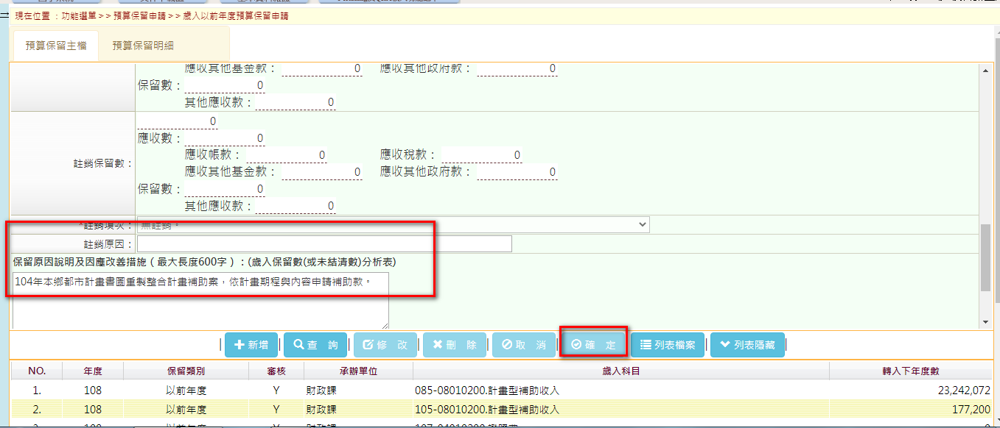 現在位置 ：功能選單>>預算保留申請>>歲入以前年度預算保留申請
預算保留主檔 預算保留明細
應收其他基金款： 0 應收其他政府款： 0
保留數： 0
其他應收款： 0
0
應收數： 0
應收帳款： 0 應收稅款： 0
註銷保留數：
應收其他基金款： 0 應收其他政府款： 0
保留數： 0
其他應收款： 0
*註銷項次： 無註銷。
註銷原因：
保留原因說明及因應改善措施（最大長度600字）：(歲入保留數(或未結清數)分析表)
104年本鄉都市計畫書圖重製整合計畫補助案，依計畫期程與內容申請補助款。
新增 查 詢 修 改 刪 除 取 消 確 定 列表檔案 列表隱藏
NO. 年度 保留類別 審核 承辦單位 歲入科目 轉入下年度數
1. 108 以前年度 Y 財政課 085-08010200.計畫型補助收入 23,242,072
2. 108 以前年度 Y 財政課 105-08010200.計畫型補助收入 177,200